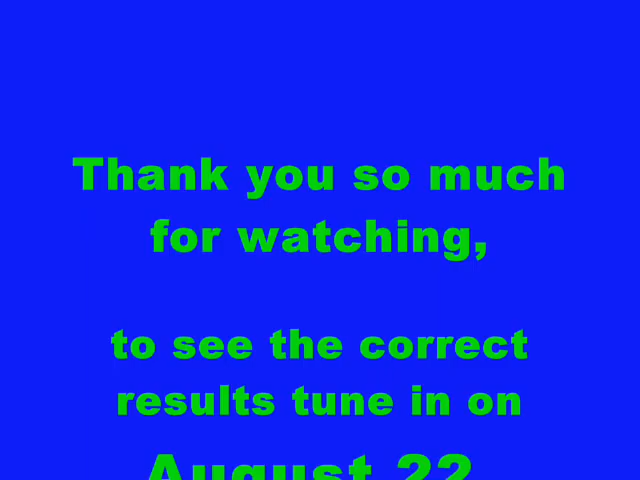 Thank you so much
for watching,
to see the correct
results tune in on
August 22